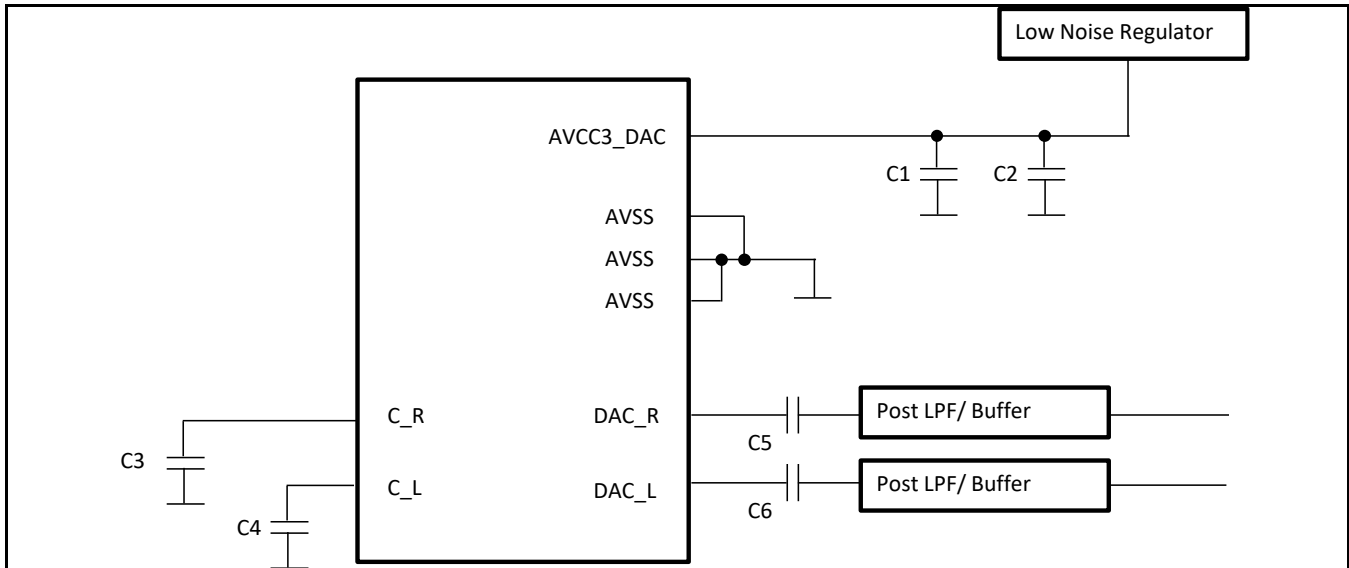 Low Noise Regulator
AVCC3_DAC
C1
C2
AVSS
AVSS
AVSS
C_R
DAC_R
Post LPF/ Buffer
C5
C3
C_L
DAC_L
Post LPF/ Buffer
C6
C4